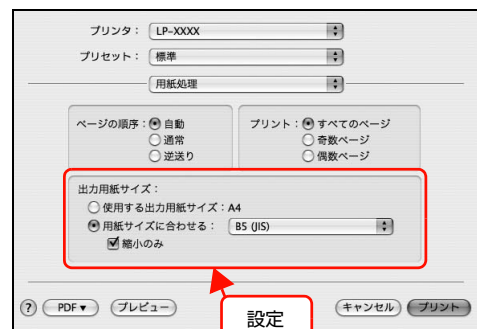 プリンタ： LP-XXXX
プリセット： 標準
用紙処理
ページの順序： 自動
通常
逆送り
プリント： すべてのページ
奇数ページ
偶数ページ
出力用紙サイズ：
使用する出力用紙サイズ：A4
用紙サイズに合わせる： B5 (JIS)
縮小のみ
? PDF▼ プレビュー キャンセル プリント
設定